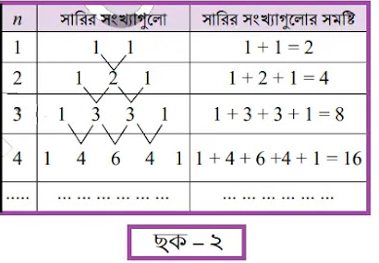 n সারির সংখ্যাগুলো সারির সংখ্যাগুলোর সমষ্টি
1 1 1 1 + 1 = 2
2 1 2 1 1 + 2 + 1 = 4
3 1 3 3 1 1 + 3 + 3 + 1 = 8
4 1 4 6 4 1 1 + 4 + 6 +4 + 1 = 16
..... ... ... ... ... ... ... ... ... ... ... ... ...
ছক – ২